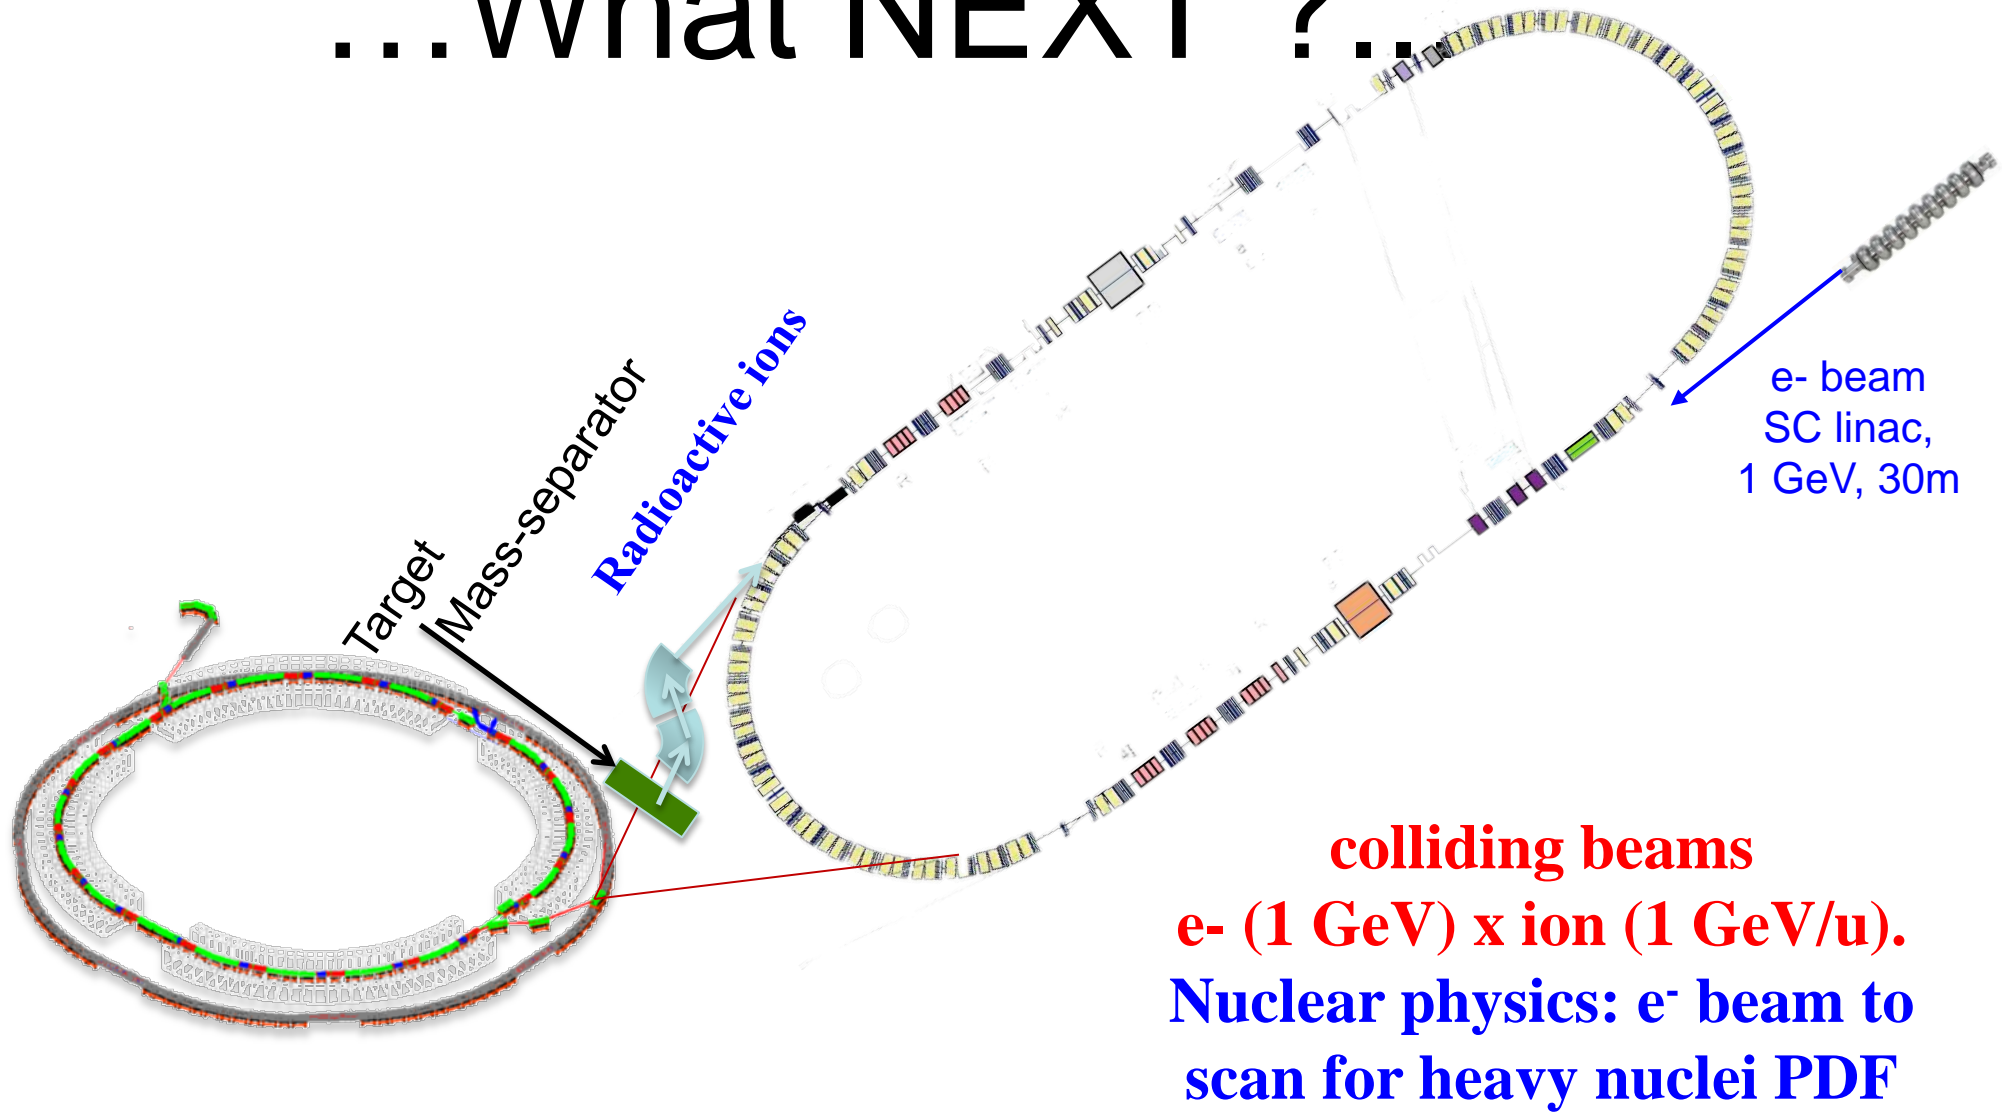 …What NEXT ?...
Radioactive ions
Mass-separator
Target
e- beam
SC linac,
1 GeV, 30m
colliding beams
e- (1 GeV) x ion (1 GeV/u).
Nuclear physics: e- beam to
scan for heavy nuclei PDF